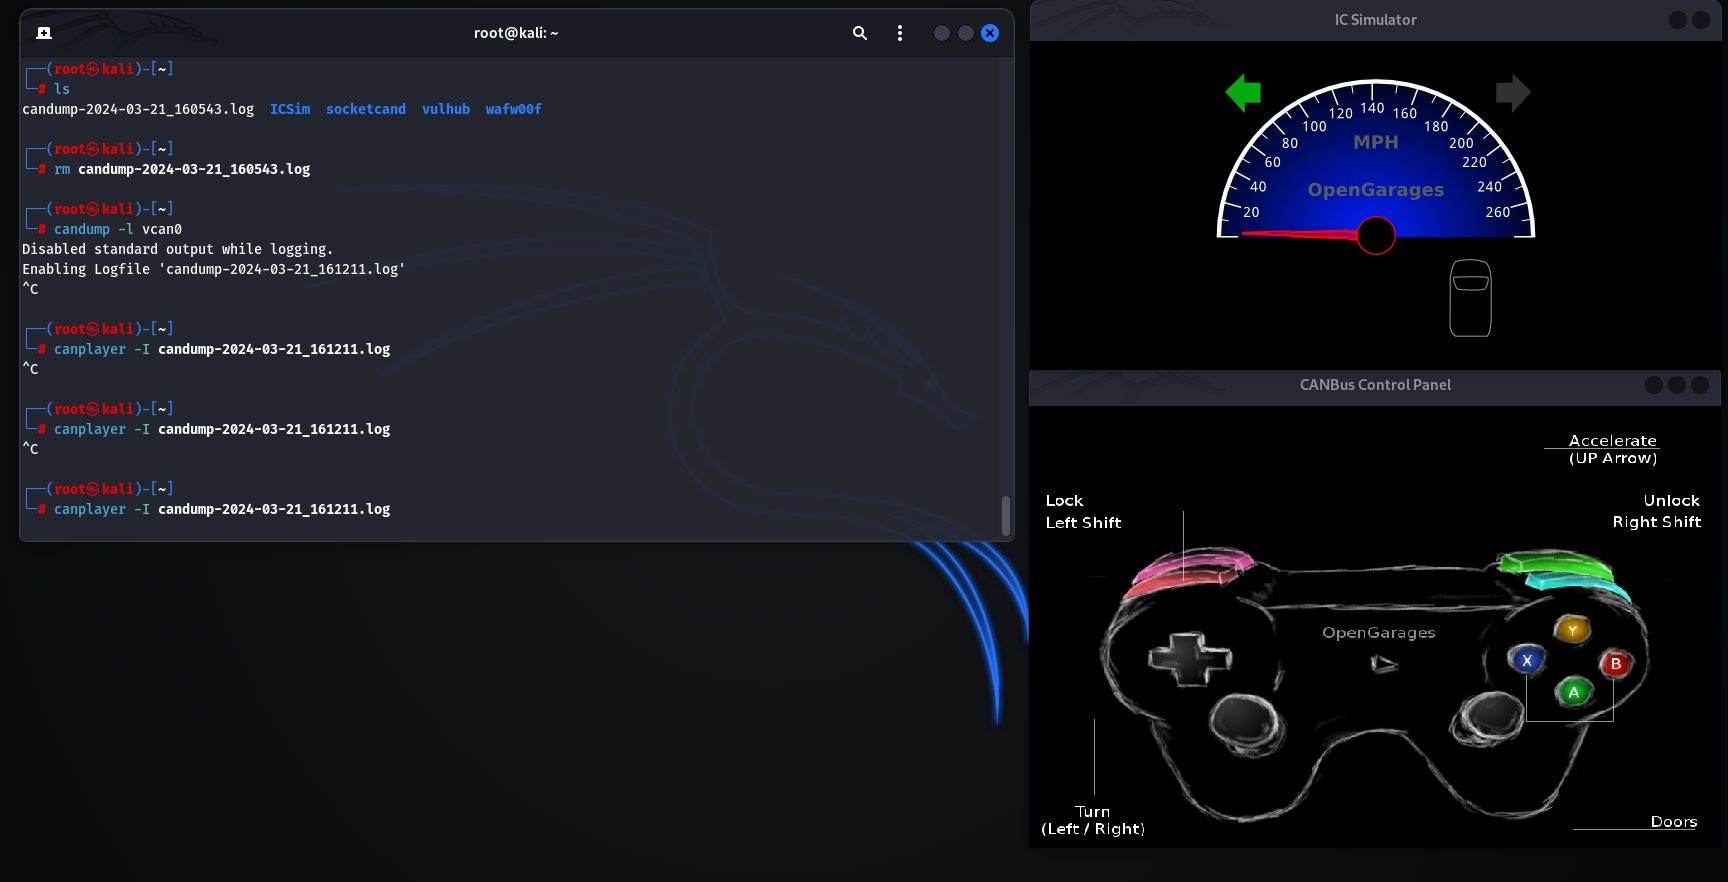 root@kali: ~
┌──(root㉿kali)-[~]
└─# ls
candump-2024-03-21_160543.log  ICSim  socketcand  vulhub  wafw00f
┌──(root㉿kali)-[~]
└─# rm candump-2024-03-21_160543.log
┌──(root㉿kali)-[~]
└─# candump -l vcan0
Disabled standard output while logging.
Enabling Logfile 'candump-2024-03-21_161211.log'
^C
┌──(root㉿kali)-[~]
└─# canplayer -I candump-2024-03-21_161211.log
^C
┌──(root㉿kali)-[~]
└─# canplayer -I candump-2024-03-21_161211.log
^C
┌──(root㉿kali)-[~]
└─# canplayer -I candump-2024-03-21_161211.log
IC Simulator
20 40 60 80 100 120 140 160 180 200 220 240 260
MPH
OpenGarages
CANBus Control Panel
Accelerate
(UP Arrow)
Lock
Left Shift
Unlock
Right Shift
OpenGarages
Y
X
B
A
Turn
(Left / Right)
Doors